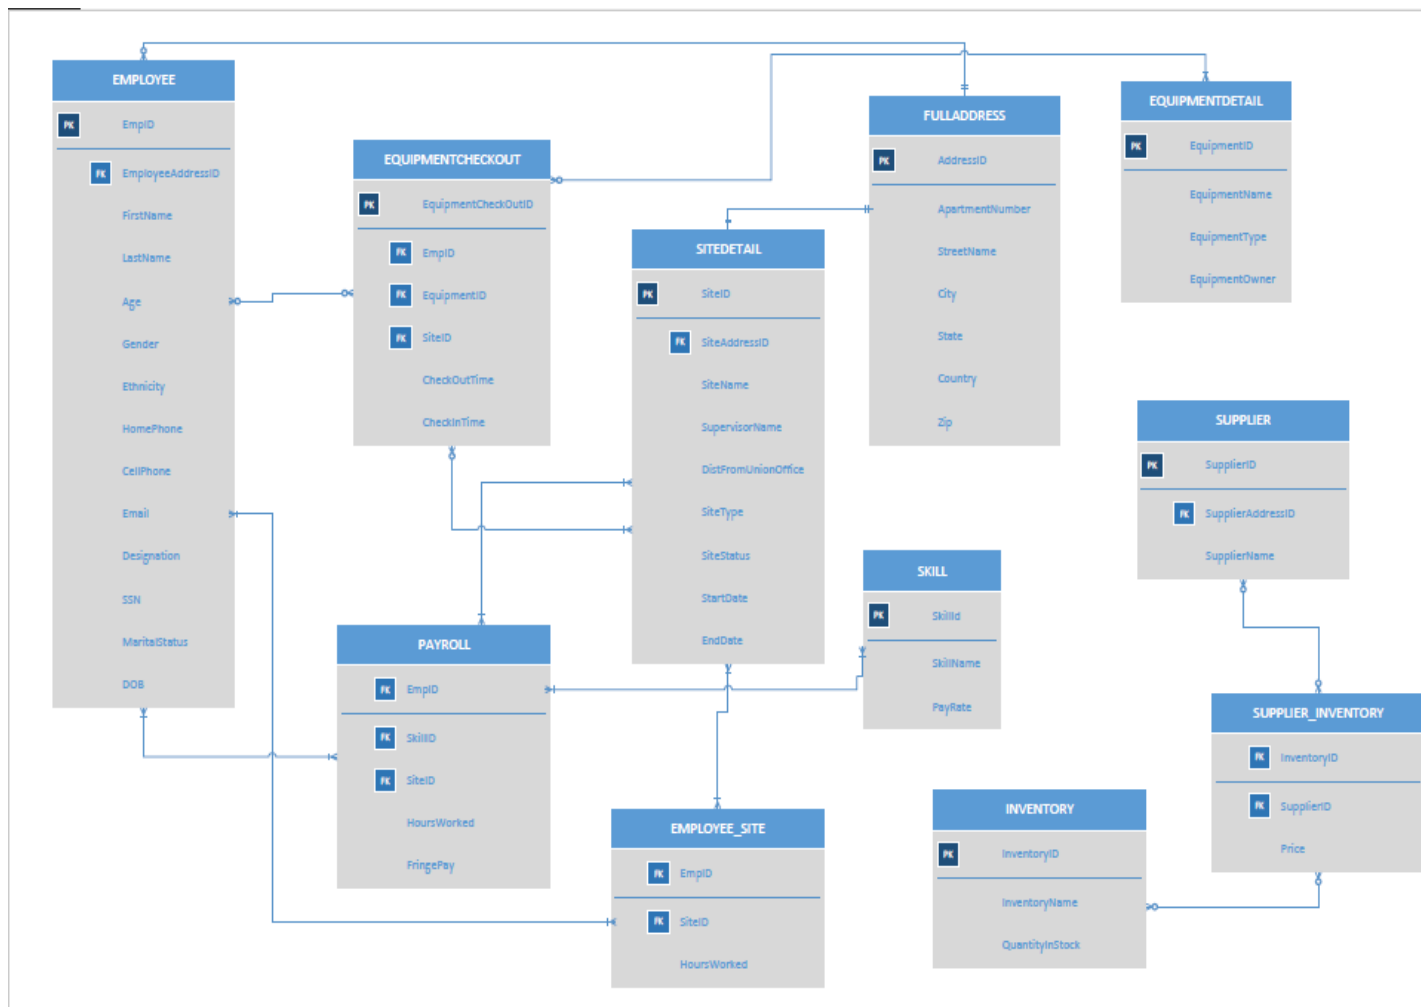 EMPLOYEE
PK EmpID
FK EmployeeAddressID
FirstName
LastName
Age
Gender
Ethnicity
HomePhone
CellPhone
Email
Designation
SSN
MaritalStatus
DOB
EQUIPMENTCHECKOUT
PK EquipmentCheckOutID
FK EmpID
FK EquipmentID
FK SiteID
CheckOutTime
CheckInTime
SITEDETAIL
PK SiteID
FK SiteAddressID
SiteName
SupervisorName
DistFromUnionOffice
SiteType
SiteStatus
StartDate
EndDate
FULLADDRESS
PK AddressID
ApartmentNumber
StreetName
City
State
Country
Zip
EQUIPMENTDETAIL
PK EquipmentID
EquipmentName
EquipmentType
EquipmentOwner
SUPPLIER
PK SupplierID
FK SupplierAddressID
SupplierName
SKILL
PK SkillId
SkillName
PayRate
PAYROLL
FK EmpID
FK SkillID
FK SiteID
HoursWorked
FringePay
EMPLOYEE_SITE
FK EmpID
FK SiteID
HoursWorked
INVENTORY
PK InventoryID
InventoryName
QuantityInStock
SUPPLIER_INVENTORY
FK InventoryID
FK SupplierID
Price